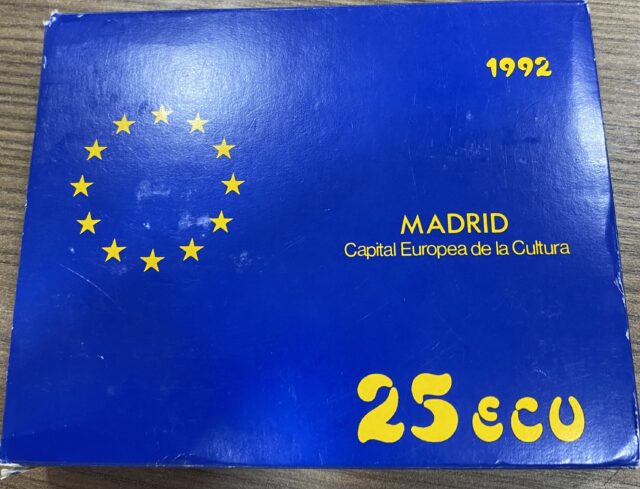 1992
MADRID
Capital Europea de la Cultura
25 ECU